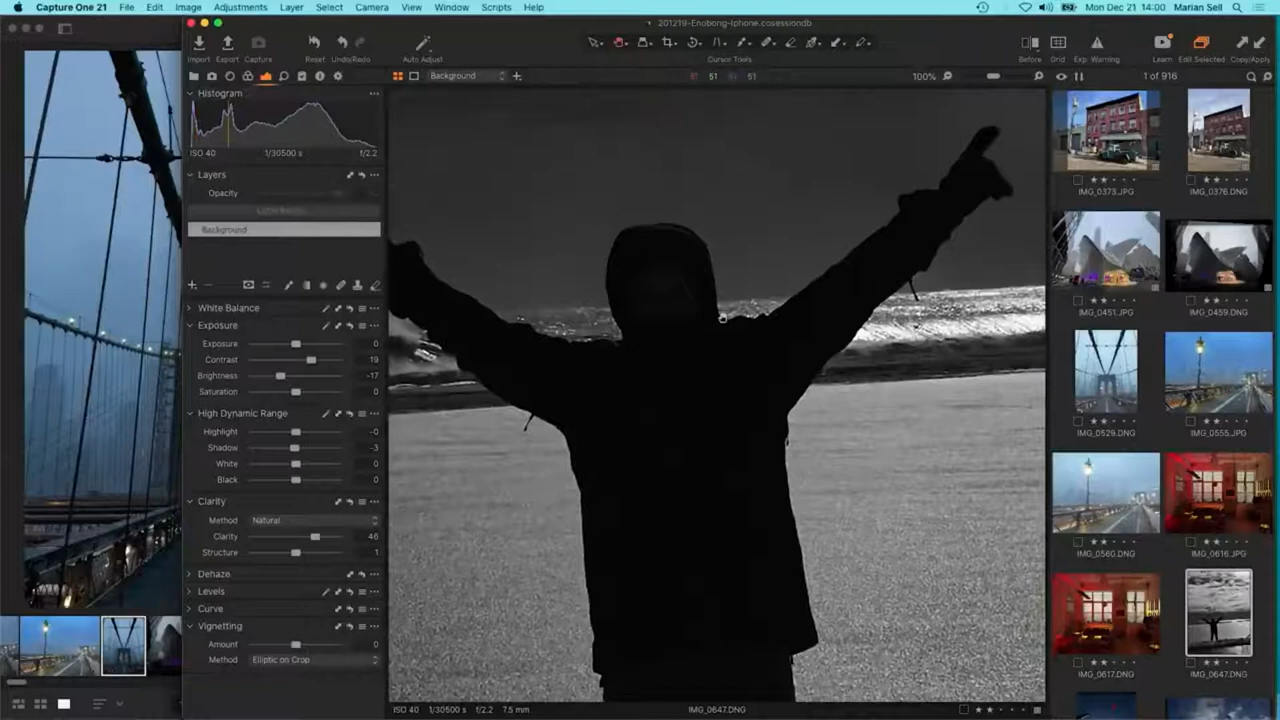 Capture One 21 File Edit Image Adjustments Layer Select Camera View Window Scripts Help Mon Dec 21 14:00 Marian Sell
201219-Enobong-Iphone.cosessiondb
Import Export Capture Reset Undo/Redo Auto Adjust Cursor Tools Before Grid Exp. Warning Learn Edit Selected Copy/Apply
Background 51 51 100% 1 of 916
Histogram
ISO 40 1/30500 s f/2.2
Layers
Opacity
Background
White Balance
Exposure
Exposure 0
Contrast 19
Brightness -17
Saturation 0
High Dynamic Range
Highlight -0
Shadow -3
White 0
Black 0
Clarity
Method Natural
Clarity 46
Structure 1
Dehaze
Levels
Curve
Vignetting
Amount 0
Method Elliptic on Crop
ISO 40 1/30500 s f/2.2 7.5 mm IMG_0647.DNG
IMG_0373.JPG IMG_0376.DNG
IMG_0451.JPG IMG_0459.DNG
IMG_0529.DNG IMG_0555.JPG
IMG_0560.DNG IMG_0616.JPG
IMG_0617.DNG IMG_0647.DNG